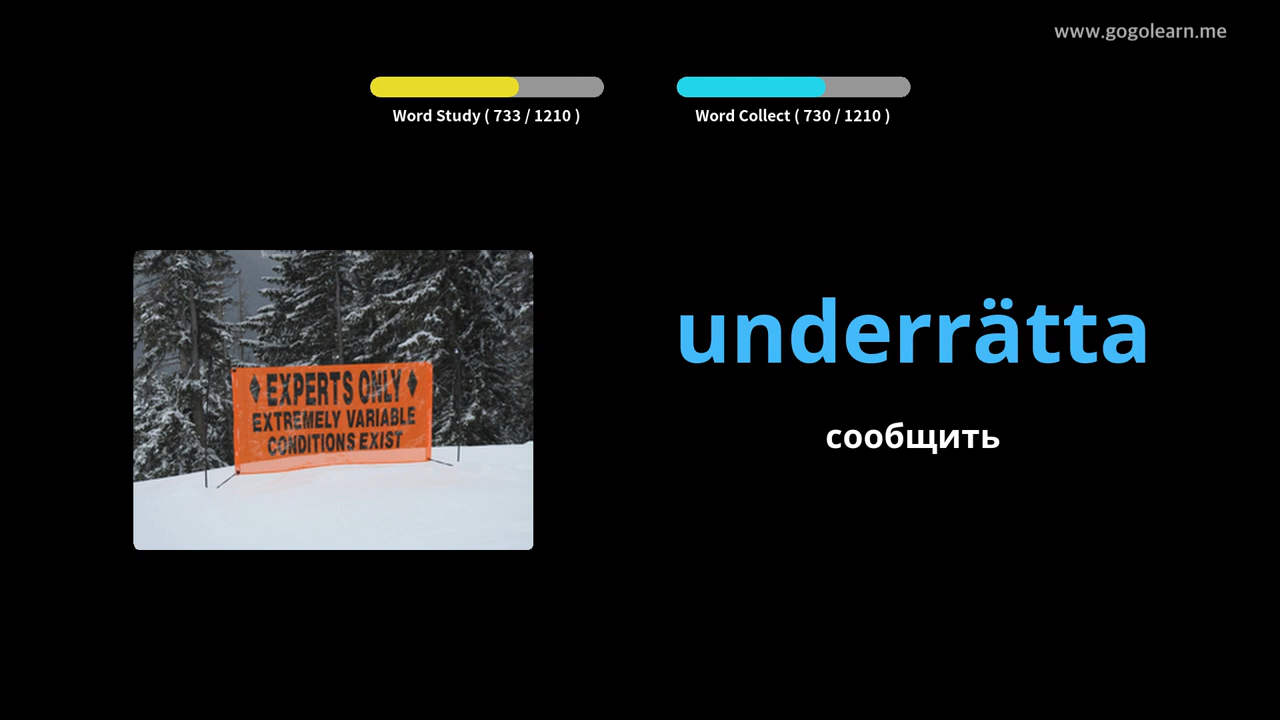 www.gogolearn.me
Word Study ( 733 / 1210 )
Word Collect ( 730 / 1210 )
EXPERTS ONLY
EXTREMELY VARIABLE
CONDITIONS EXIST
underrätta
сообщить